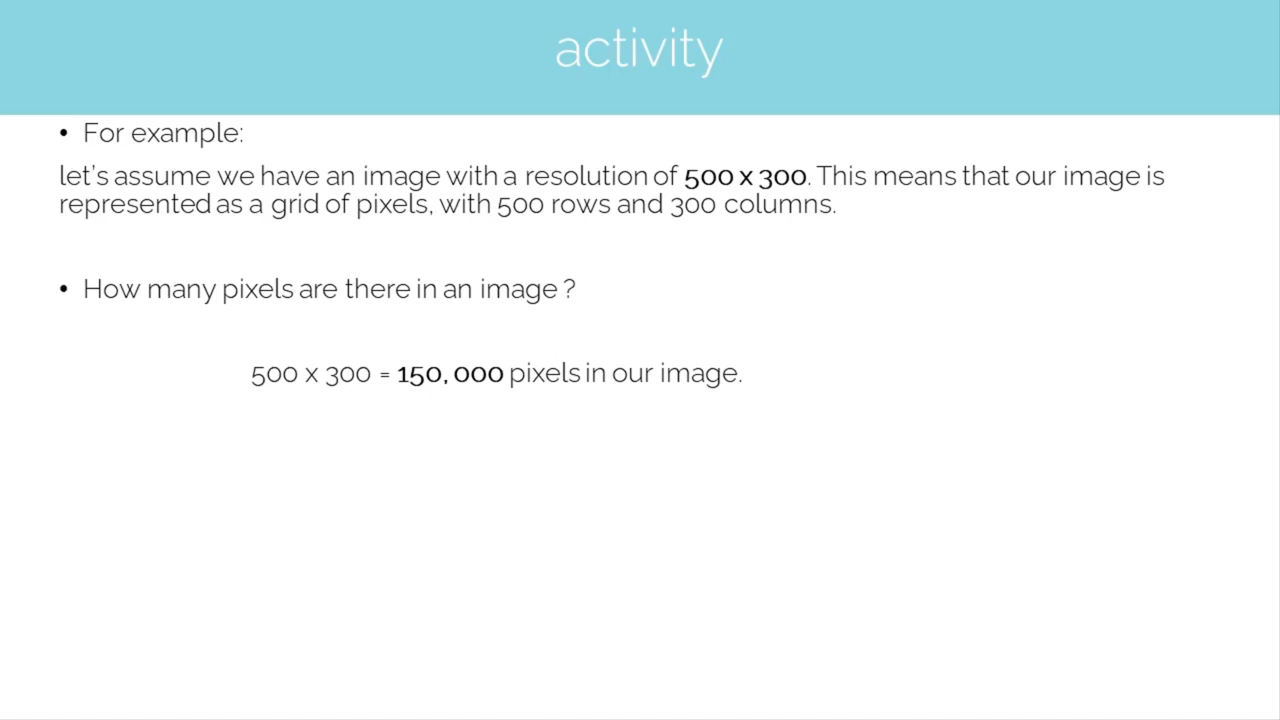 activity
• For example:
let's assume we have an image with a resolution of 500 x 300. This means that our image is
represented as a grid of pixels, with 500 rows and 300 columns.
• How many pixels are there in an image ?
500 x 300 = 150, 000 pixels in our image.